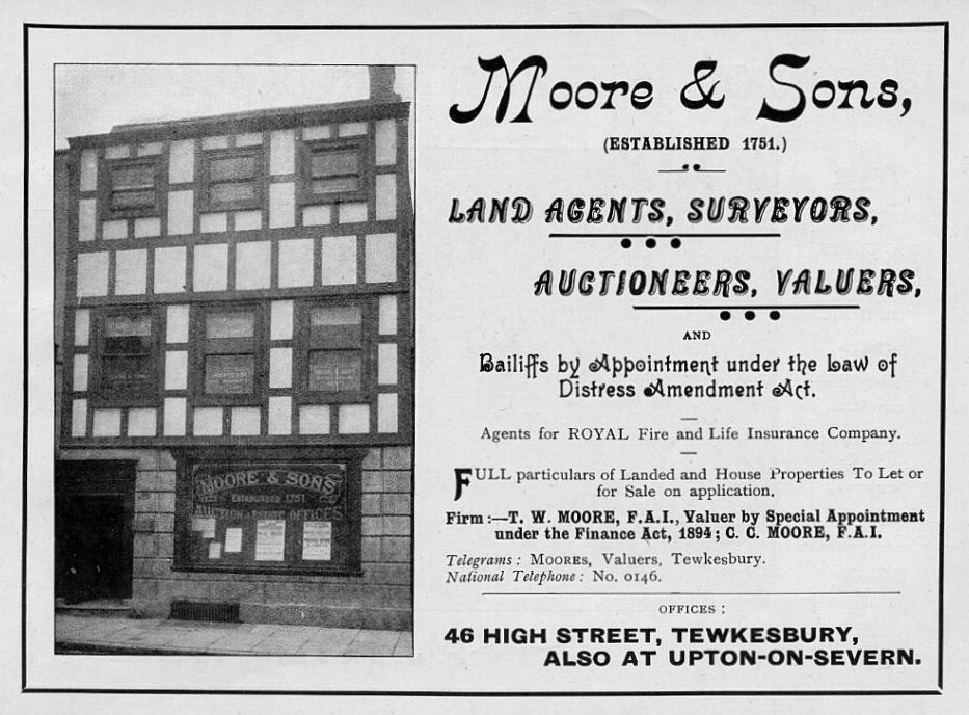 Moore & Sons,
(ESTABLISHED 1751.)
LAND AGENTS, SURVEYORS,
AUCTIONEERS, VALUERS,
AND
Bailiffs by Appointment under the Law of
Distress Amendment Act.
Agents for ROYAL Fire and Life Insurance Company.
FULL particulars of Landed and House Properties To Let or
for Sale on application.
Firm:—T. W. MOORE, F.A.I., Valuer by Special Appointment
under the Finance Act, 1894; C. C. MOORE, F.A.I.
Telegrams: MOORES, Valuers, Tewkesbury.
National Telephone: No. 0146.
OFFICES:
46 HIGH STREET, TEWKESBURY,
ALSO AT UPTON-ON-SEVERN.
MOORE & SONS
ESTABLISHED 1751
AUCTION & ESTATE OFFICES